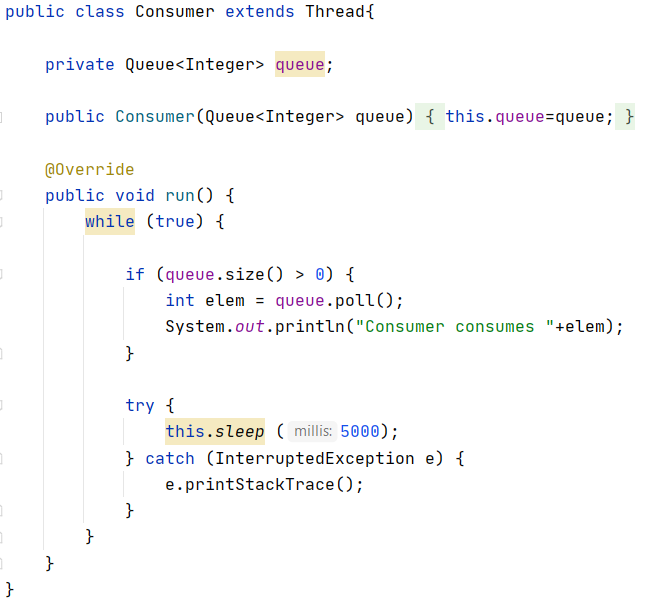 public class Consumer extends Thread{
private Queue<Integer> queue;
public Consumer(Queue<Integer> queue) { this.queue=queue; }
@Override
public void run() {
while (true) {
if (queue.size() > 0) {
int elem = queue.poll();
System.out.println("Consumer consumes "+elem);
}
try {
this.sleep ( millis: 5000);
} catch (InterruptedException e) {
e.printStackTrace();
}
}
}
}